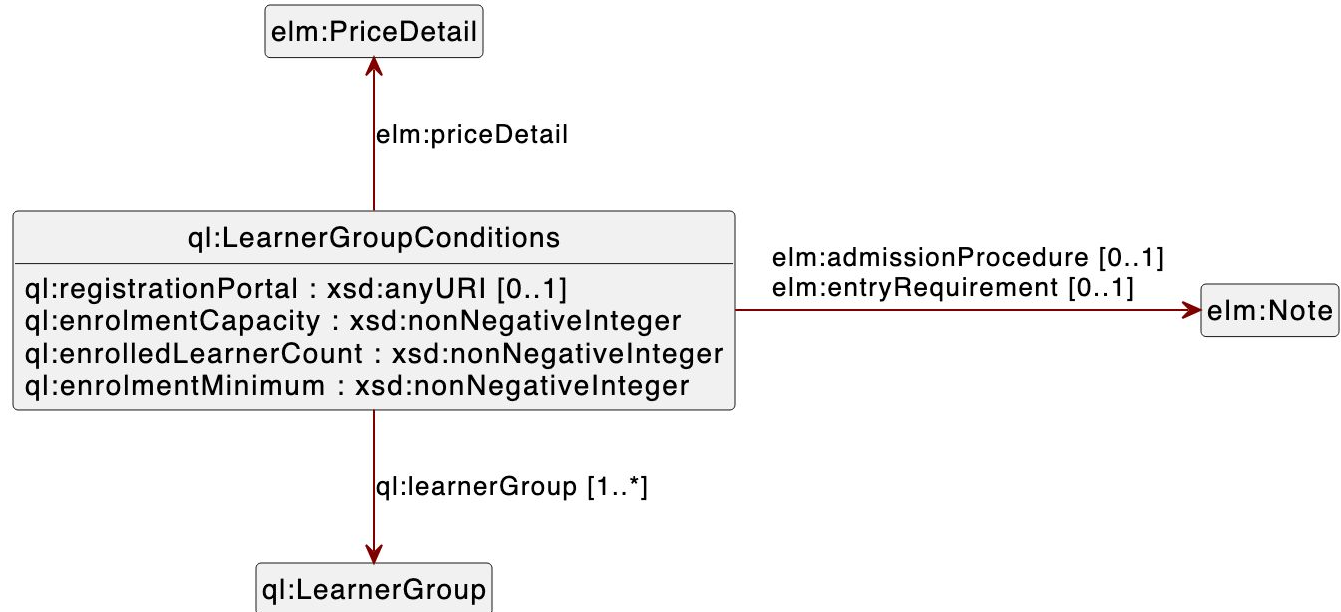 elm:PriceDetail
elm:priceDetail
ql:LearnerGroupConditions
ql:registrationPortal : xsd:anyURI [0..1]
ql:enrolmentCapacity : xsd:nonNegativeInteger
ql:enrolledLearnerCount : xsd:nonNegativeInteger
ql:enrolmentMinimum : xsd:nonNegativeInteger
elm:admissionProcedure [0..1]
elm:entryRequirement [0..1]
elm:Note
ql:learnerGroup [1..*]
ql:LearnerGroup